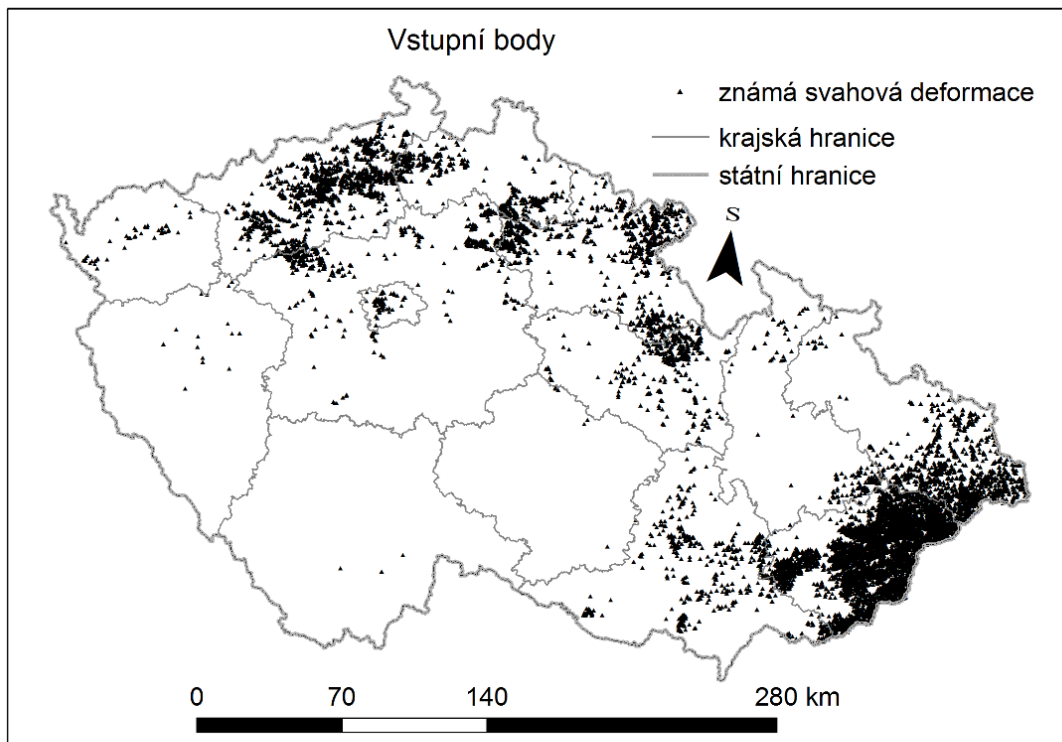 Vstupní body
známá svahová deformace
krajská hranice
státní hranice
S
0 70 140 280 km